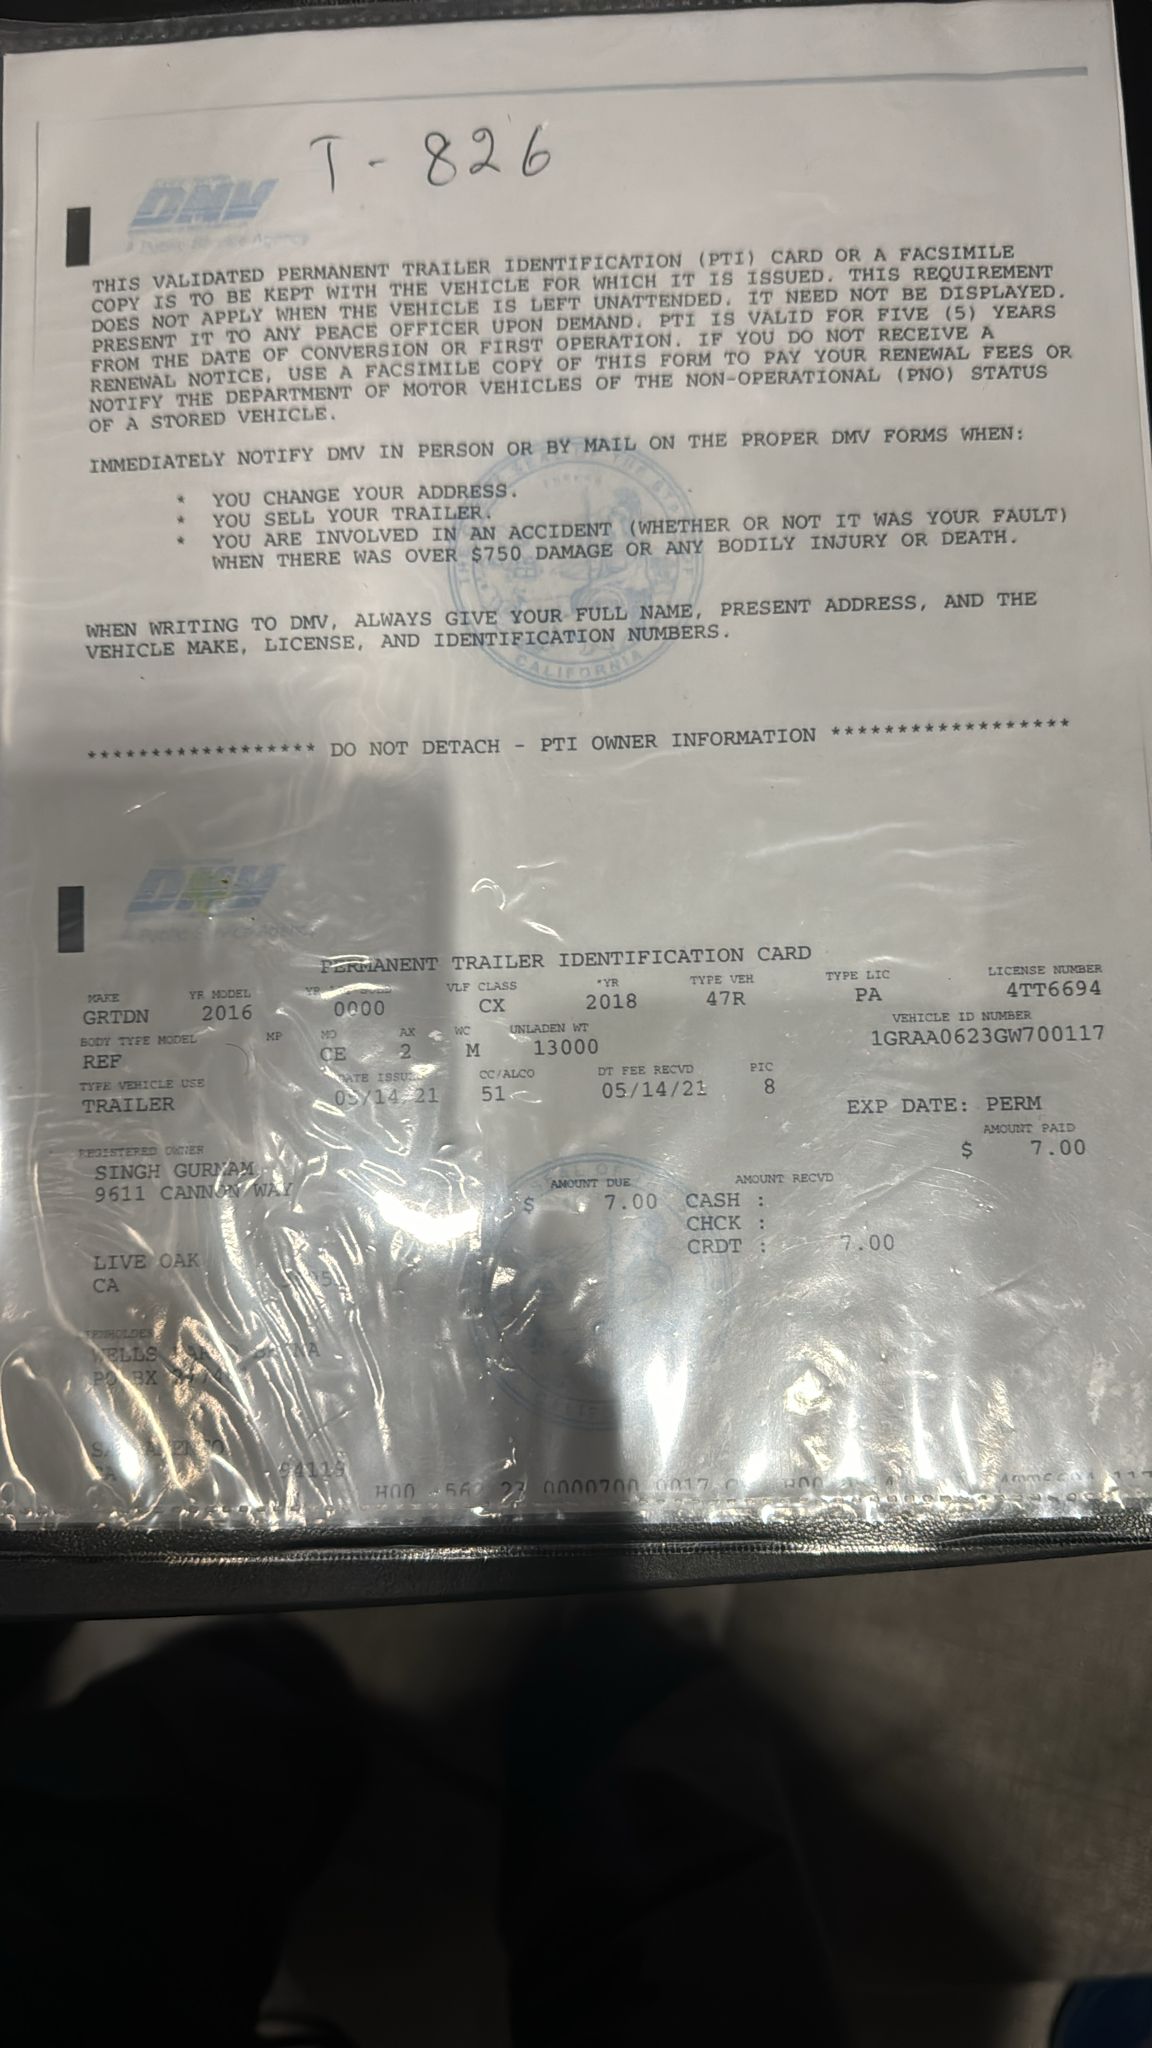 T - 826
DMV
A Public Service Agency
THIS VALIDATED PERMANENT TRAILER IDENTIFICATION (PTI) CARD OR A FACSIMILE
COPY IS TO BE KEPT WITH THE VEHICLE FOR WHICH IT IS ISSUED. THIS REQUIREMENT
DOES NOT APPLY WHEN THE VEHICLE IS LEFT UNATTENDED. IT NEED NOT BE DISPLAYED.
PRESENT IT TO ANY PEACE OFFICER UPON DEMAND. PTI IS VALID FOR FIVE (5) YEARS
FROM THE DATE OF CONVERSION OR FIRST OPERATION. IF YOU DO NOT RECEIVE A
RENEWAL NOTICE, USE A FACSIMILE COPY OF THIS FORM TO PAY YOUR RENEWAL FEES OR
NOTIFY THE DEPARTMENT OF MOTOR VEHICLES OF THE NON-OPERATIONAL (PNO) STATUS
OF A STORED VEHICLE.
IMMEDIATELY NOTIFY DMV IN PERSON OR BY MAIL ON THE PROPER DMV FORMS WHEN:
* YOU CHANGE YOUR ADDRESS.
* YOU SELL YOUR TRAILER.
* YOU ARE INVOLVED IN AN ACCIDENT (WHETHER OR NOT IT WAS YOUR FAULT)
WHEN THERE WAS OVER $750 DAMAGE OR ANY BODILY INJURY OR DEATH.
WHEN WRITING TO DMV, ALWAYS GIVE YOUR FULL NAME, PRESENT ADDRESS, AND THE
VEHICLE MAKE, LICENSE, AND IDENTIFICATION NUMBERS.
CALIFORNIA
****************** DO NOT DETACH - PTI OWNER INFORMATION *******************
DMV
PERMANENT TRAILER IDENTIFICATION CARD
MAKE YR MODEL VLF CLASS *YR TYPE VEH TYPE LIC LICENSE NUMBER
GRTDN 2016 0000 CX 2018 47R PA 4TT6694
BODY TYPE MODEL MP MO AX WC UNLADEN WT VEHICLE ID NUMBER
REF CE 2 M 13000 1GRAA0623GW700117
TYPE VEHICLE USE DATE ISSUED CC/ALCO DT FEE RECVD PIC
TRAILER 05/14/21 51 05/14/21 8
EXP DATE: PERM
REGISTERED OWNER AMOUNT PAID
SINGH GURNAM $ 7.00
9611 CANNON WAY
AMOUNT DUE AMOUNT RECVD
$ 7.00 CASH :
CHCK :
CRDT : 7.00
LIVE OAK
CA
WELLS
PO BX
94119
H00